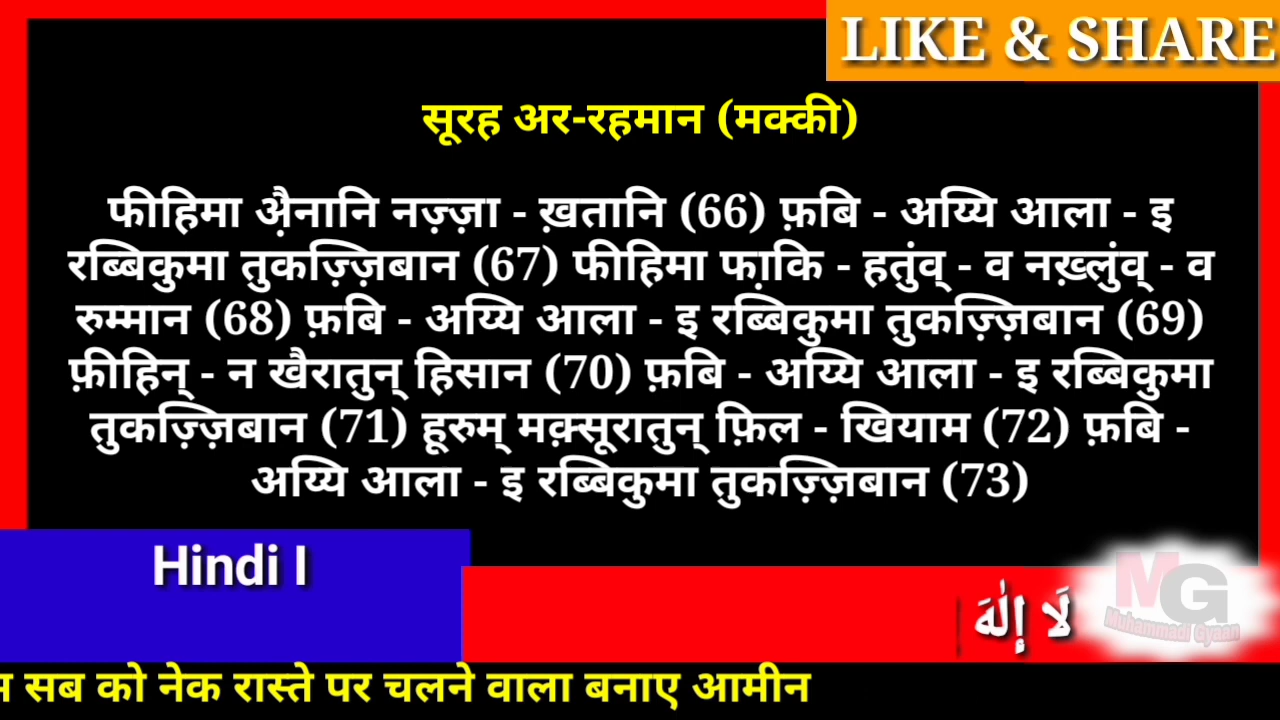 LIKE & SHARE
सूरह अर-रहमान (मक्की)
फीहिमा अ़ैनानि नज़्ज़ा - ख़तानि (66) फ़बि - अय्यि आला - इ
रब्बिकुमा तुकज़्ज़िबान (67) फीहिमा फा़कि - हतुंव् - व नख़्लुंव् - व
रुम्मान (68) फ़बि - अय्यि आला - इ रब्बिकुमा तुकज़्ज़िबान (69)
फ़ीहिन् - न खैरातुन् हिसान (70) फ़बि - अय्यि आला - इ रब्बिकुमा
तुकज़्ज़िबान (71) हूरुम् मक़्सूरातुन् फ़िल - खियाम (72) फ़बि -
अय्यि आला - इ रब्बिकुमा तुकज़्ज़िबान (73)
Hindi I
لَا إِلٰهَ
MG
Muhammadi Gyaan
सब को नेक रास्ते पर चलने वाला बनाए आमीन